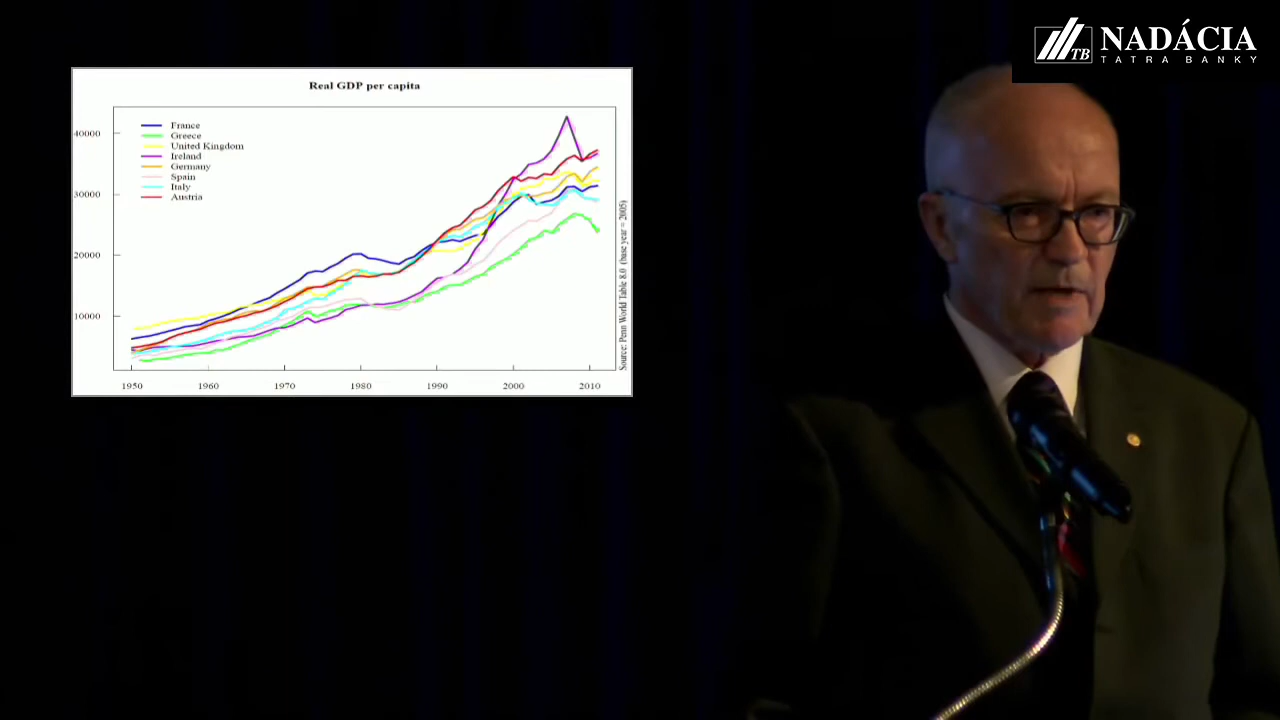 NADÁCIA
TB
TATRA BANKY
Real GDP per capita
France
Greece
United Kingdom
Ireland
Germany
Spain
Italy
Austria
40000
30000
20000
10000
1950 1960 1970 1980 1990 2000 2010
Source: Penn World Table 8.0 (base year = 2005)